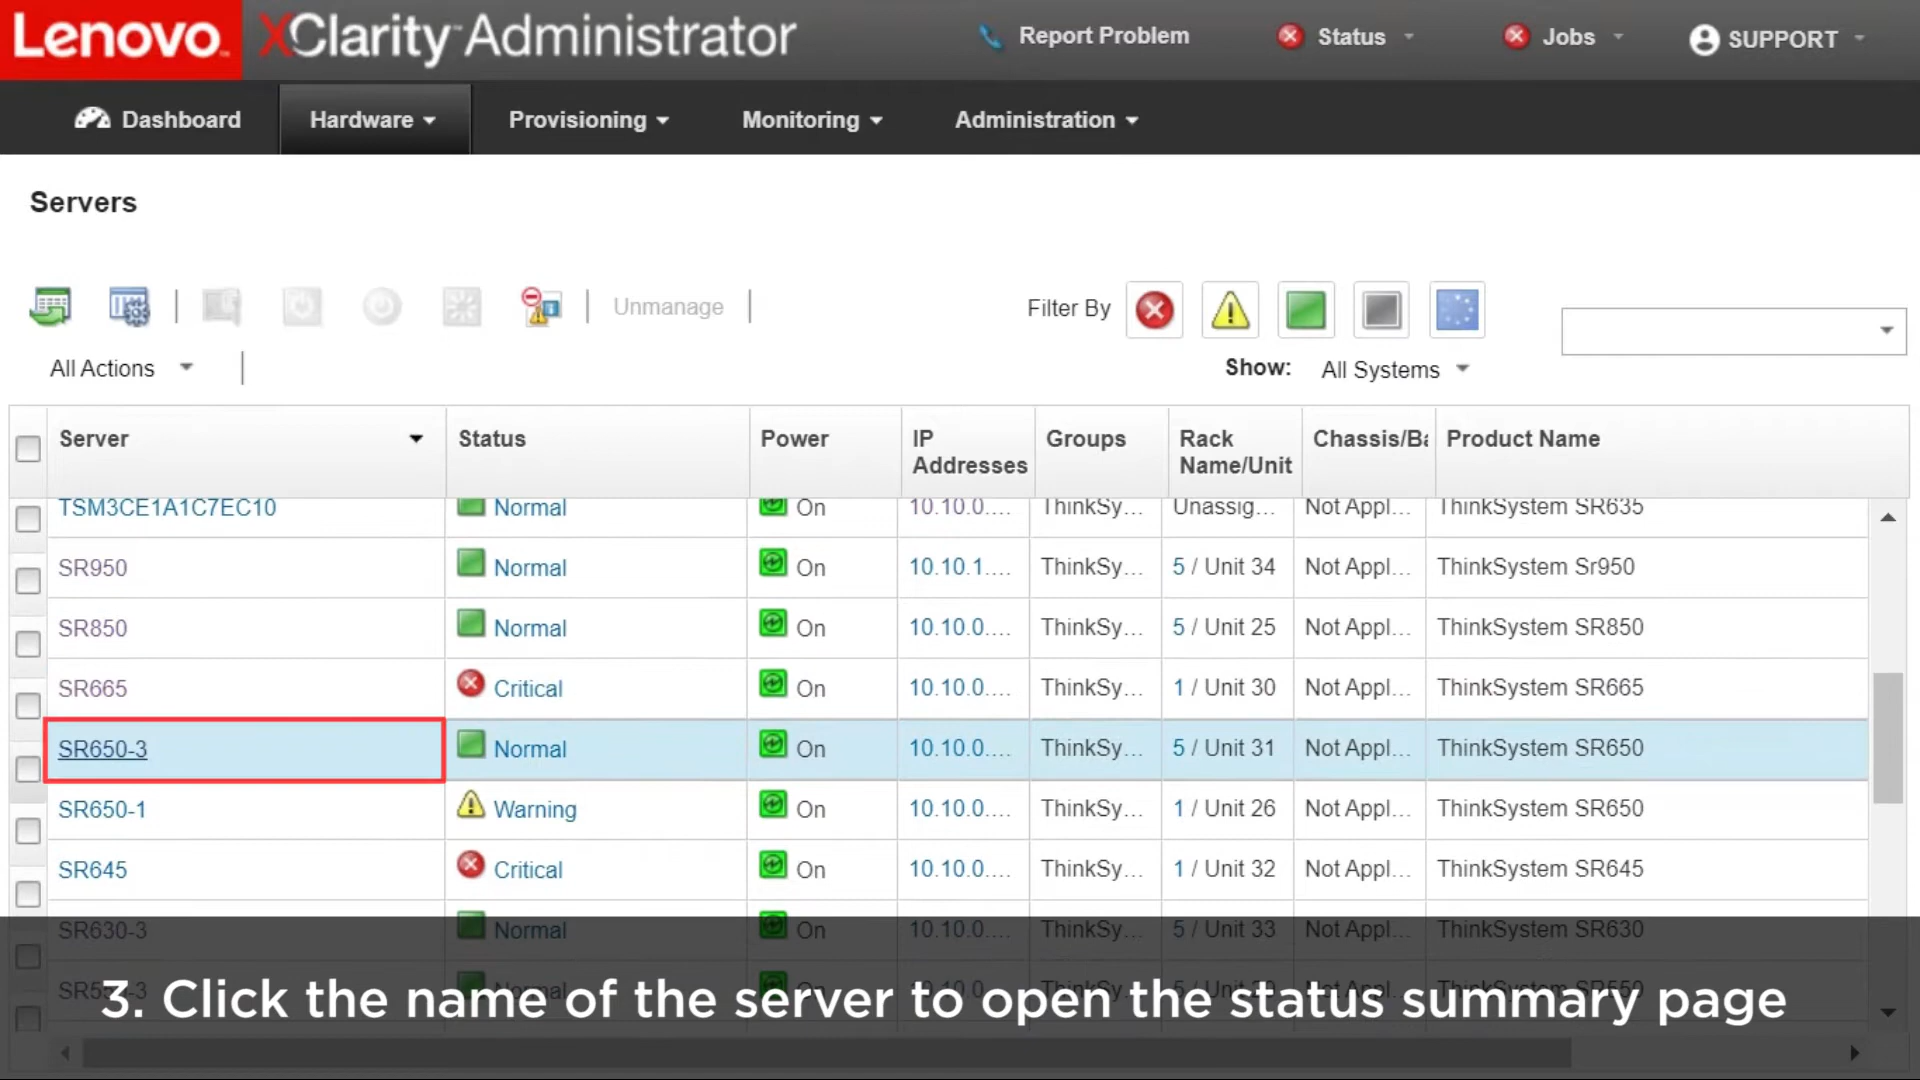 Lenovo XClarity Administrator
Report Problem
Status
Jobs
SUPPORT
Dashboard
Hardware
Provisioning
Monitoring
Administration
Servers
Unmanage
Filter By
All Actions
Show: All Systems
Server Status Power IP Addresses Groups Rack Name/Unit Chassis/Ba Product Name
TSM3CE1A1C7EC10 Normal On 10.10.0.... ThinkSy... Unassig... Not Appl... ThinkSystem SR635
SR950 Normal On 10.10.1.... ThinkSy... 5 / Unit 34 Not Appl... ThinkSystem Sr950
SR850 Normal On 10.10.0.... ThinkSy... 5 / Unit 25 Not Appl... ThinkSystem SR850
SR665 Critical On 10.10.0.... ThinkSy... 1 / Unit 30 Not Appl... ThinkSystem SR665
SR650-3 Normal On 10.10.0.... ThinkSy... 5 / Unit 31 Not Appl... ThinkSystem SR650
SR650-1 Warning On 10.10.0.... ThinkSy... 1 / Unit 26 Not Appl... ThinkSystem SR650
SR645 Critical On 10.10.0.... ThinkSy... 1 / Unit 32 Not Appl... ThinkSystem SR645
SR630-3 Normal On 10.10.0.... ThinkSy... 5 / Unit 33 Not Appl... ThinkSystem SR630
3. Click the name of the server to open the status summary page